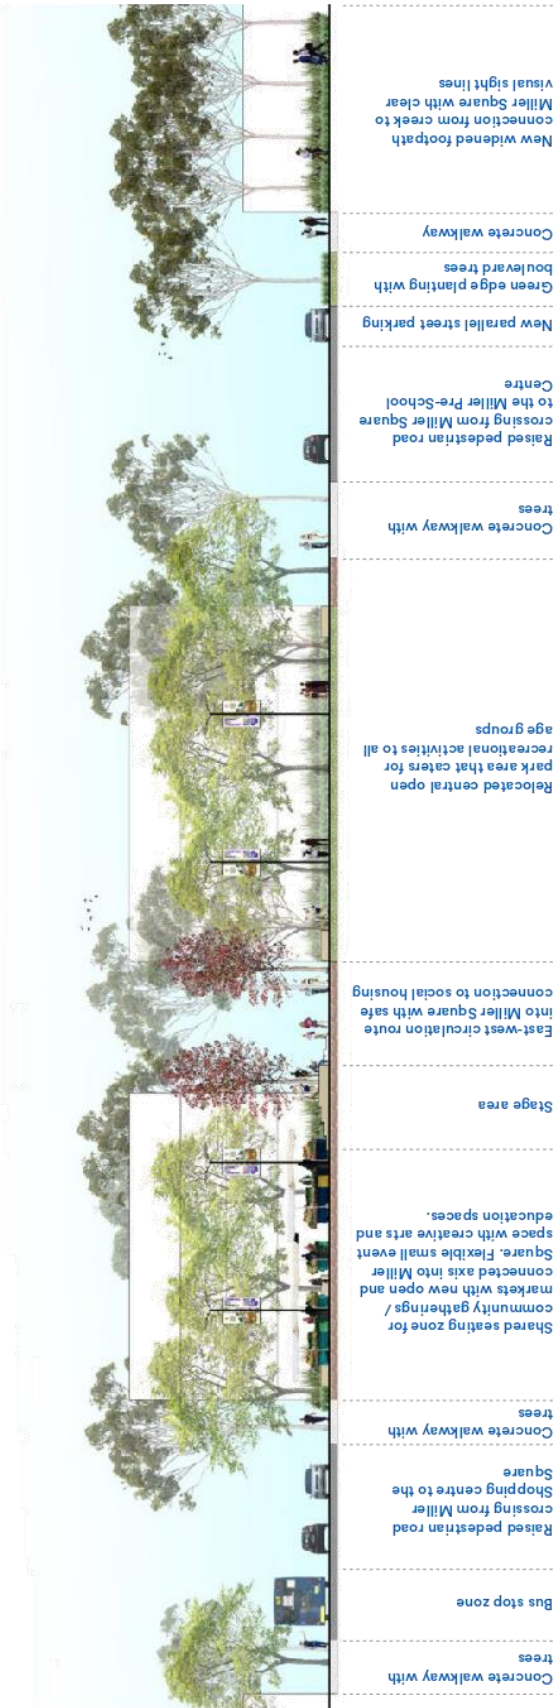 Concrete walkway with
trees
Bus stop zone
Raised pedestrian road
crossing from Miller
Shopping centre to the
Square
Concrete walkway with
trees
Shared seating zone for
community gatherings /
markets with new open and
connected axis into Miller
Square. Flexible small event
space with creative arts and
education spaces.
Stage area
East-west circulation route
into Miller Square with safe
connection to social housing
Relocated central open
park area that caters for
recreational activities to all
age groups
Concrete walkway with
trees
Raised pedestrian road
crossing from Miller Square
to the Miller Pre-School
Centre
New parallel street parking
Green edge planting with
boulevard trees
Concrete walkway
New widened footpath
connection from creek to
Miller Square with clear
visual sight lines